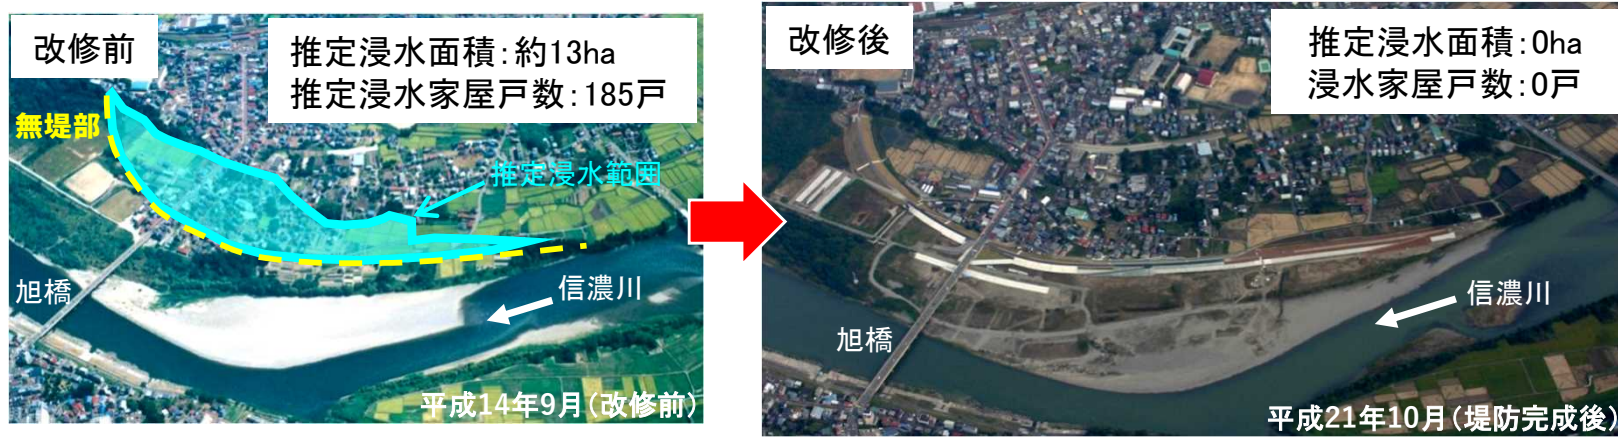 改修前
推定浸水面積：約13ha
推定浸水家屋戸数：185戸
無堤部
推定浸水範囲
旭橋
信濃川
平成14年9月（改修前）
改修後
推定浸水面積：0ha
浸水家屋戸数：0戸
旭橋
信濃川
平成21年10月（堤防完成後）